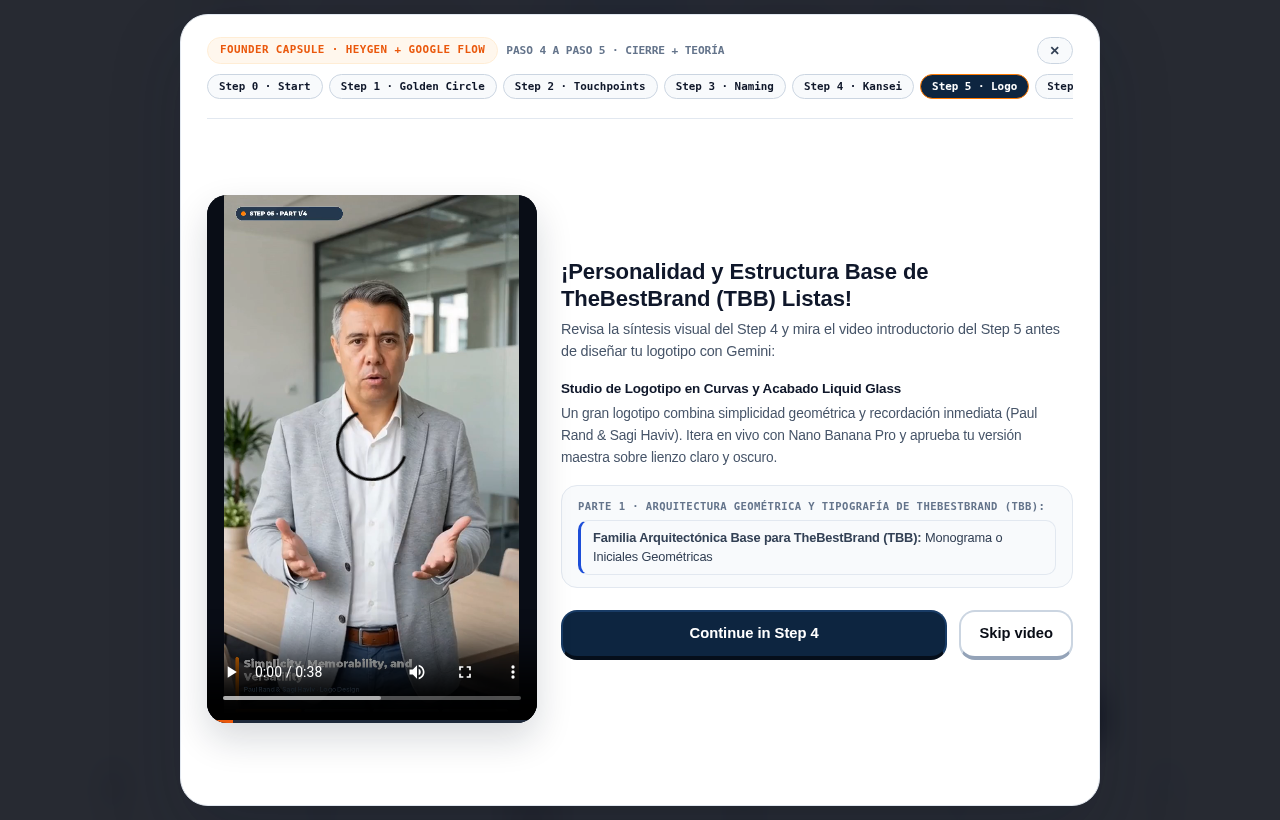 FOUNDER CAPSULE · HEYGEN + GOOGLE FLOW
PASO 4 A PASO 5 · CIERRE + TEORÍA
✕
Step 0 · Start
Step 1 · Golden Circle
Step 2 · Touchpoints
Step 3 · Naming
Step 4 · Kansei
Step 5 · Logo
Step
STEP 05 · PART 1/4
Simplicity, Memorability, and
Versatility
0:00 / 0:38
¡Personalidad y Estructura Base de
TheBestBrand (TBB) Listas!
Revisa la síntesis visual del Step 4 y mira el video introductorio del Step 5 antes
de diseñar tu logotipo con Gemini:
Studio de Logotipo en Curvas y Acabado Liquid Glass
Un gran logotipo combina simplicidad geométrica y recordación inmediata (Paul
Rand & Sagi Haviv). Itera en vivo con Nano Banana Pro y aprueba tu versión
maestra sobre lienzo claro y oscuro.
PARTE 1 · ARQUITECTURA GEOMÉTRICA Y TIPOGRAFÍA DE THEBESTBRAND (TBB):
Familia Arquitectónica Base para TheBestBrand (TBB): Monograma o
Iniciales Geométricas
Continue in Step 4
Skip video